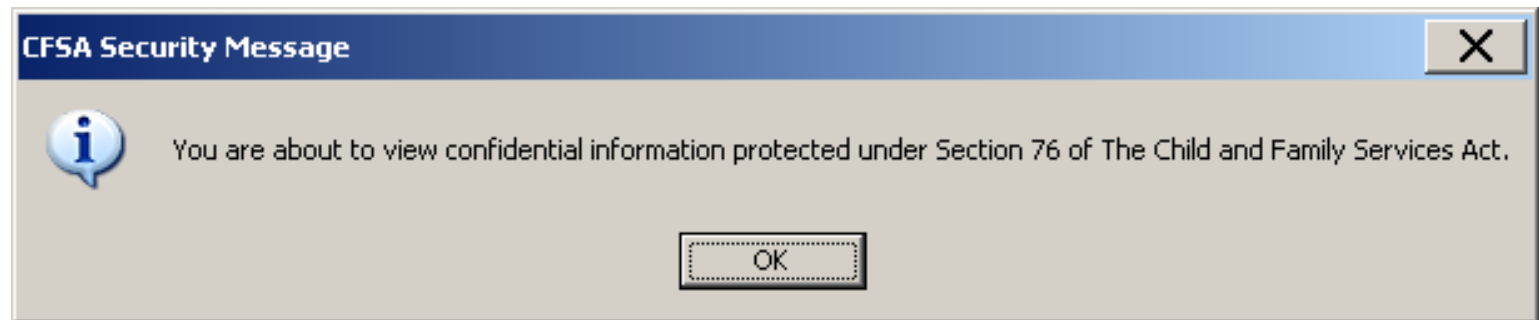 CFSA Security Message
You are about to view confidential information protected under Section 76 of The Child and Family Services Act.
OK